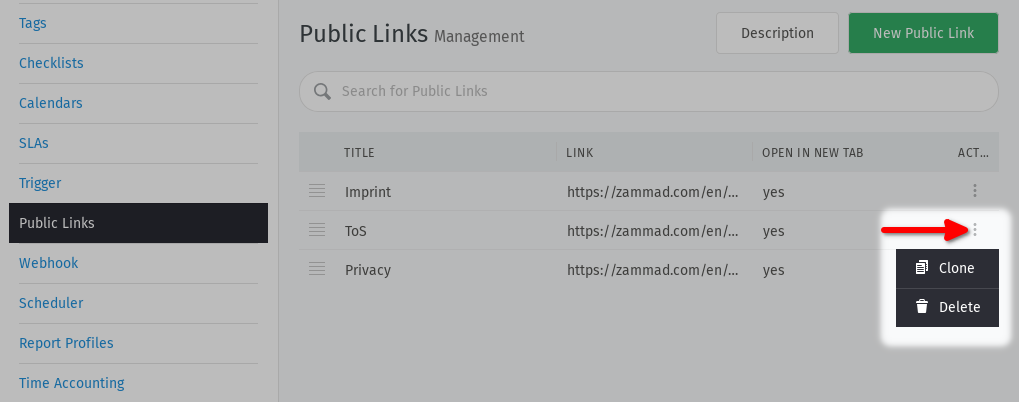 Tags
Checklists
Calendars
SLAs
Trigger
Public Links
Webhook
Scheduler
Report Profiles
Time Accounting
Public Links Management
Description
New Public Link
Search for Public Links
TITLE LINK OPEN IN NEW TAB ACT...
Imprint https://zammad.com/en/... yes
ToS https://zammad.com/en/... yes
Privacy https://zammad.com/en/... yes
Clone
Delete